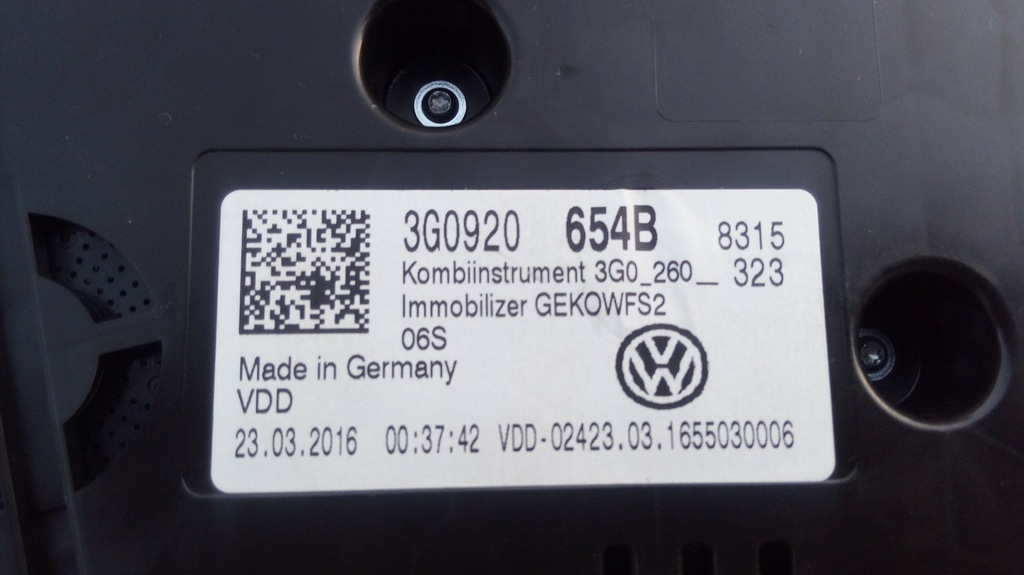 3G0920 654B 8315
Kombiinstrument 3G0_260__ 323
Immobilizer GEKOWFS2
06S
Made in Germany
VDD
23.03.2016 00:37:42 VDD-02423.03.1655030006